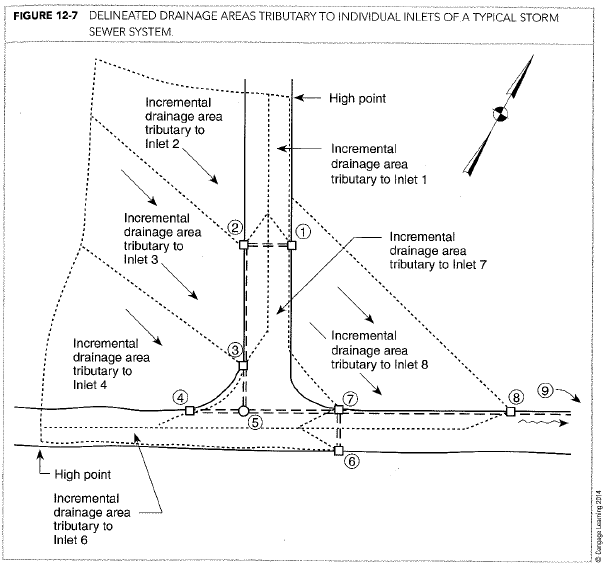 FIGURE 12-7 DELINEATED DRAINAGE AREAS TRIBUTARY TO INDIVIDUAL INLETS OF A TYPICAL STORM
SEWER SYSTEM.
High point
Incremental
drainage area
tributary to
Inlet 2
Incremental
drainage area
tributary to Inlet 1
Incremental
drainage area
tributary to
Inlet 3
2
1
Incremental
drainage area
tributary to Inlet 7
Incremental
drainage area
tributary to
Inlet 4
3
Incremental
drainage area
tributary to
Inlet 8
4
5
7
8
9
6
High point
Incremental
drainage area
tributary to
Inlet 6
© Cengage Learning 2014